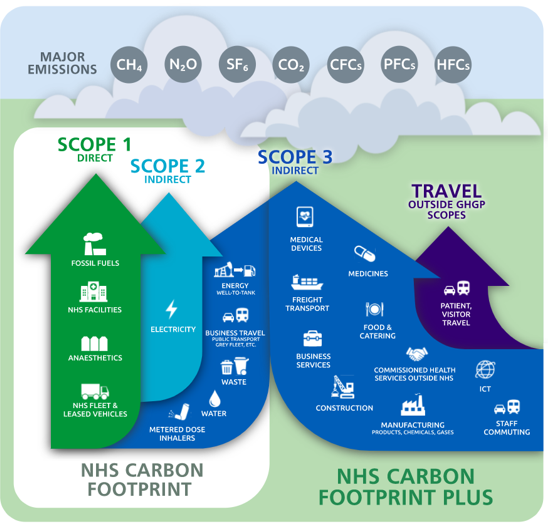 MAJOR
EMISSIONS
CH4
N2O
SF6
CO2
CFCs
PFCs
HFCs
SCOPE 1
DIRECT
SCOPE 2
INDIRECT
SCOPE 3
INDIRECT
TRAVEL
OUTSIDE GHGP
SCOPES
FOSSIL FUELS
NHS FACILITIES
ANAESTHETICS
NHS FLEET &
LEASED VEHICLES
ELECTRICITY
ENERGY
WELL-TO-TANK
BUSINESS TRAVEL
PUBLIC TRANSPORT
GREY FLEET, ETC.
WASTE
WATER
METERED DOSE
INHALERS
MEDICAL
DEVICES
MEDICINES
FREIGHT
TRANSPORT
FOOD &
CATERING
BUSINESS
SERVICES
COMMISSIONED HEALTH
SERVICES OUTSIDE NHS
CONSTRUCTION
MANUFACTURING
PRODUCTS, CHEMICALS, GASES
ICT
STAFF
COMMUTING
PATIENT,
VISITOR
TRAVEL
NHS CARBON
FOOTPRINT
NHS CARBON
FOOTPRINT PLUS